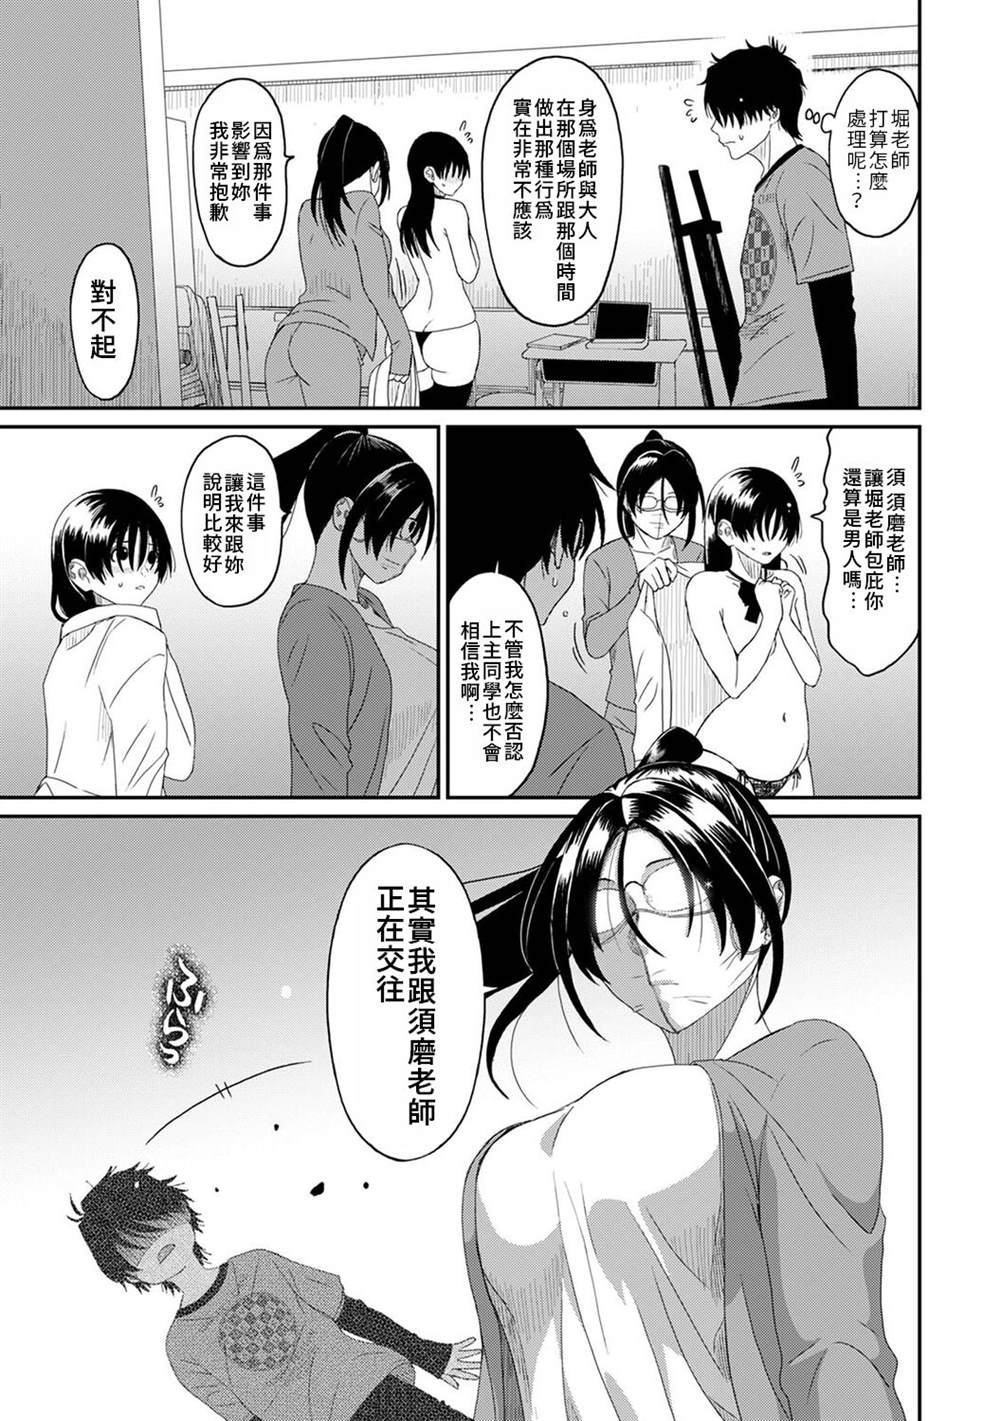 堀老師
打算怎麼
處理呢…?
身為老師與大人
在那個場所跟那個時間
做出那種行為
實在非常不應該
因為那件事
影響到妳
我非常抱歉
對不起
須 須磨老師…
讓堀老師包庇你
還算是男人嗎…
不管我怎麼否認
上主同學也不會
相信我啊…
這件事
讓我來跟妳
說明比較好
其實我跟須磨老師
正在交往
ふらっ